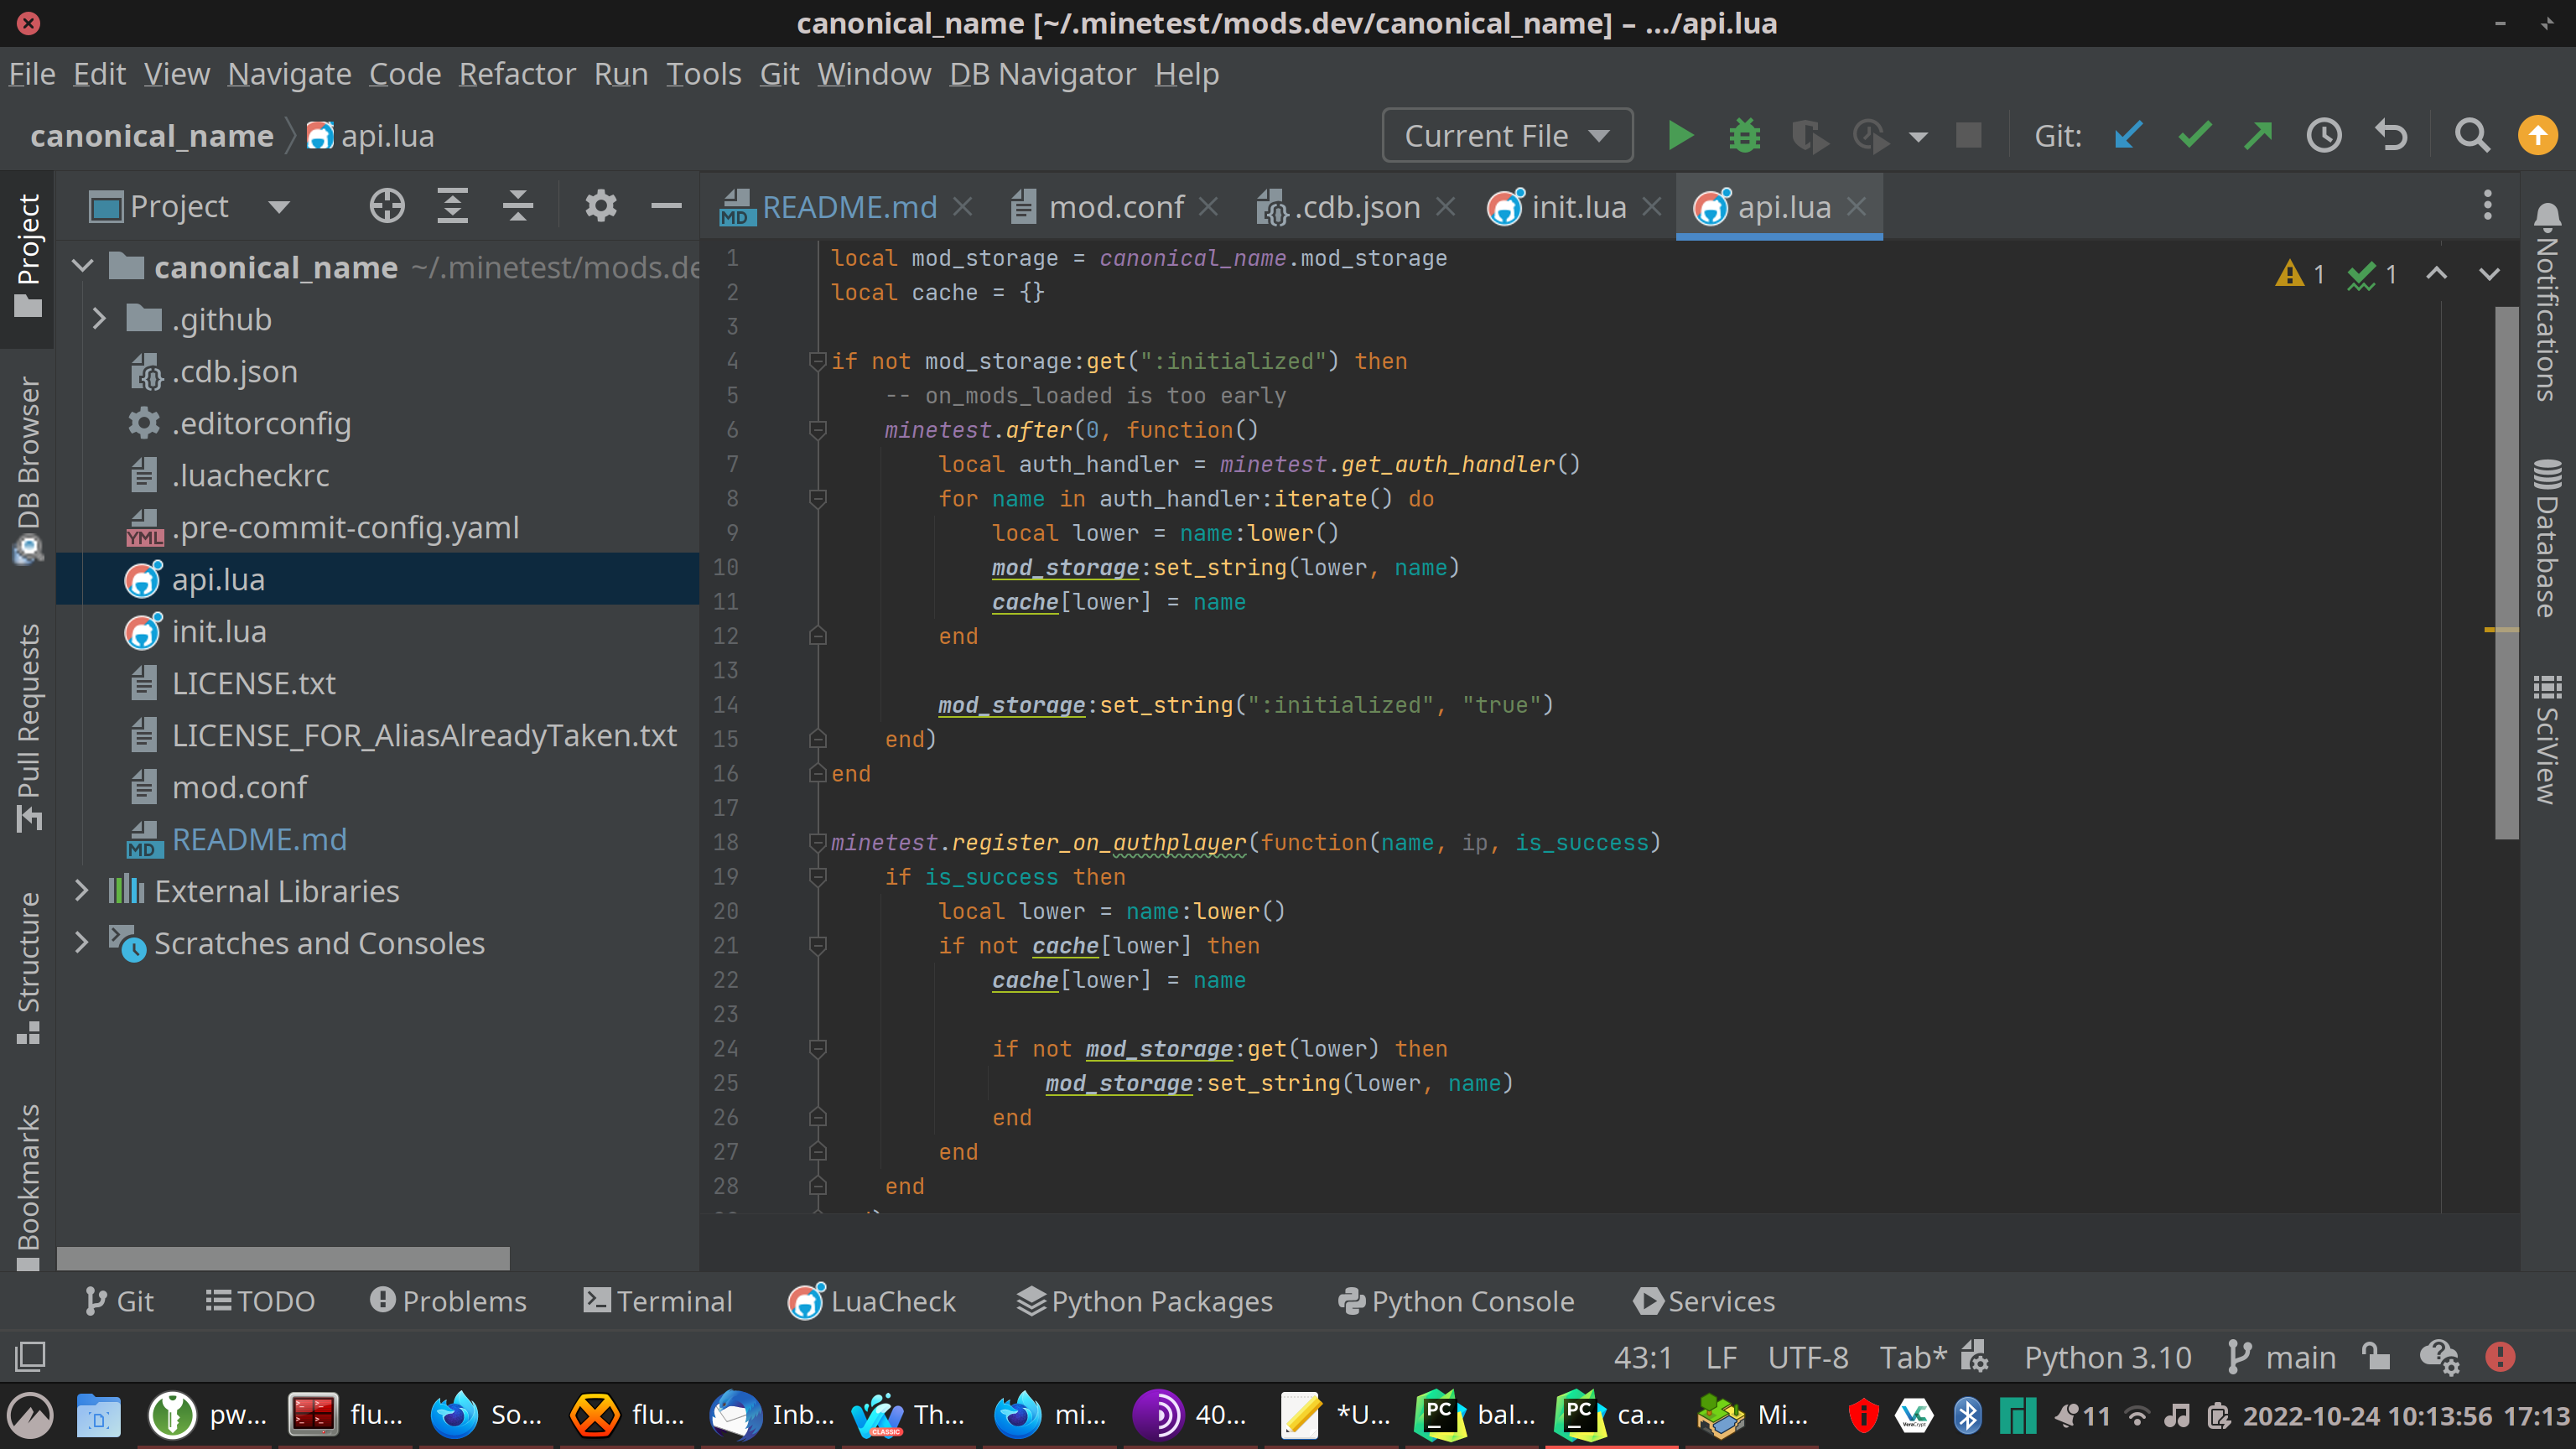 canonical_name [~/.minetest/mods.dev/canonical_name] – .../api.lua
File Edit View Navigate Code Refactor Run Tools Git Window DB Navigator Help
canonical_name api.lua Current File Git:
Project README.md mod.conf .cdb.json init.lua api.lua
Project
DB Browser
Pull Requests
Structure
Bookmarks
canonical_name ~/.minetest/mods.de
.github
.cdb.json
.editorconfig
.luacheckrc
YML .pre-commit-config.yaml
api.lua
init.lua
LICENSE.txt
LICENSE_FOR_AliasAlreadyTaken.txt
mod.conf
MD README.md
External Libraries
Scratches and Consoles
1 local mod_storage = canonical_name.mod_storage
2 local cache = {}
3
4 if not mod_storage:get(":initialized") then
5 -- on_mods_loaded is too early
6 minetest.after(0, function()
7 local auth_handler = minetest.get_auth_handler()
8 for name in auth_handler:iterate() do
9 local lower = name:lower()
10 mod_storage:set_string(lower, name)
11 cache[lower] = name
12 end
13
14 mod_storage:set_string(":initialized", "true")
15 end)
16 end
17
18 minetest.register_on_authplayer(function(name, ip, is_success)
19 if is_success then
20 local lower = name:lower()
21 if not cache[lower] then
22 cache[lower] = name
23
24 if not mod_storage:get(lower) then
25 mod_storage:set_string(lower, name)
26 end
27 end
28 end
1 1
Notifications
Database
SciView
Git TODO Problems Terminal LuaCheck Python Packages Python Console Services
43:1 LF UTF-8 Tab* Python 3.10 main
pw... flu... So... flu... Inb... Th... mi... 40... *U... bal... ca... Mi... 11 2022-10-24 10:13:56 17:13